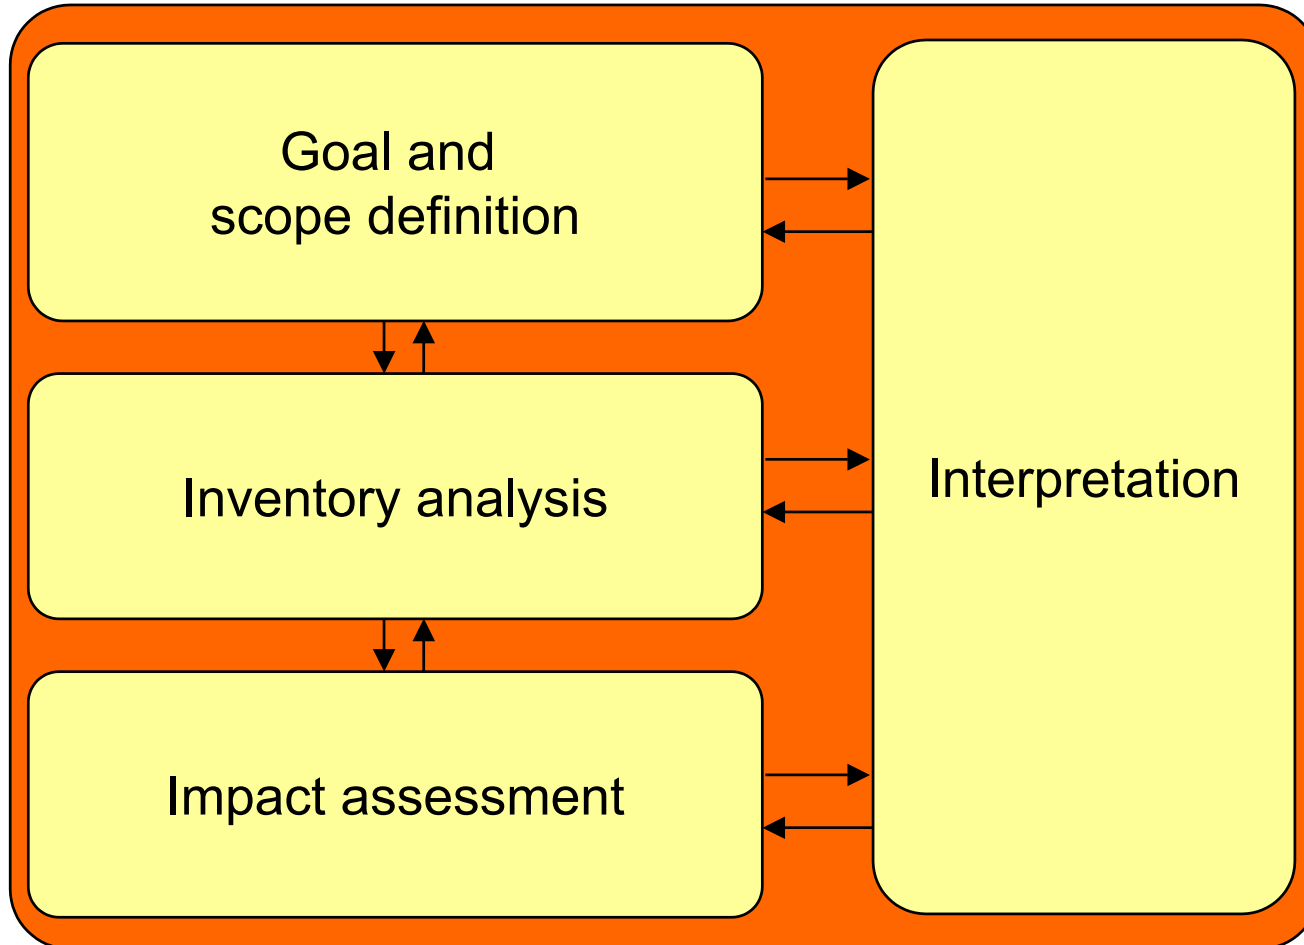 Goal and
scope definition
Inventory analysis
Interpretation
Impact assessment